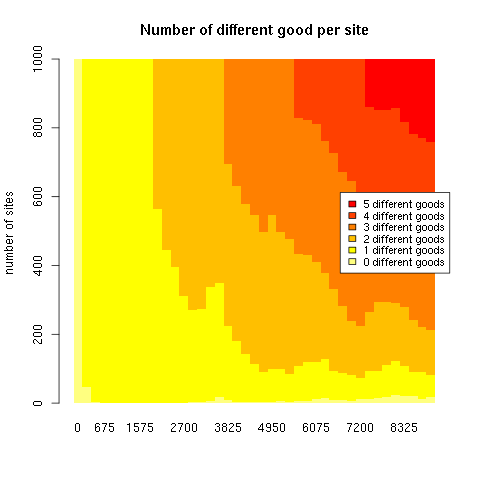 Number of different good per site
number of sites
1000
800
600
400
200
0
5 different goods
4 different goods
3 different goods
2 different goods
1 different goods
0 different goods
0 675 1575 2700 3825 4950 6075 7200 8325